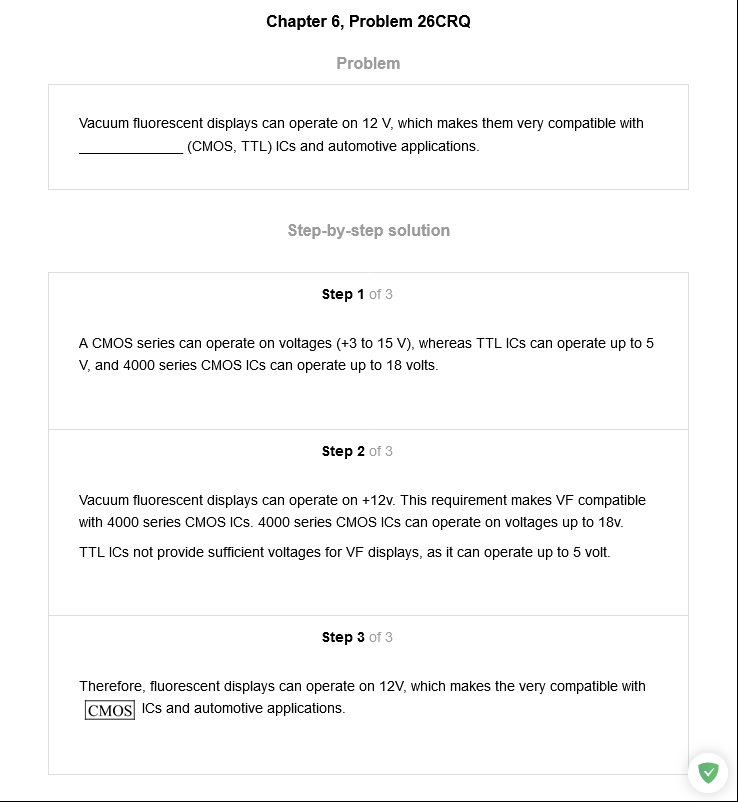 Chapter 6, Problem 26CRQ
Problem
Vacuum fluorescent displays can operate on 12 V, which makes them very compatible with
_____________ (CMOS, TTL) ICs and automotive applications.
Step-by-step solution
Step 1 of 3
A CMOS series can operate on voltages (+3 to 15 V), whereas TTL ICs can operate up to 5
V, and 4000 series CMOS ICs can operate up to 18 volts.
Step 2 of 3
Vacuum fluorescent displays can operate on +12v. This requirement makes VF compatible
with 4000 series CMOS ICs. 4000 series CMOS ICs can operate on voltages up to 18v.
TTL ICs not provide sufficient voltages for VF displays, as it can operate up to 5 volt.
Step 3 of 3
Therefore, fluorescent displays can operate on 12V, which makes the very compatible with
CMOS ICs and automotive applications.